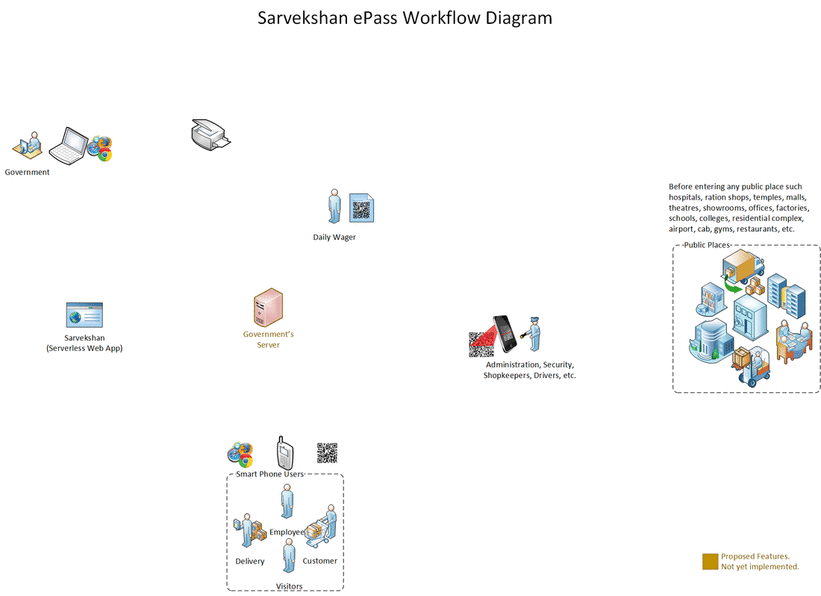 Sarvekshan ePass Workflow Diagram
Government
Daily Wager
Before entering any public place such
hospitals, ration shops, temples, malls,
theatres, showrooms, offices, factories,
schools, colleges, residential complex,
airport, cab, gyms, restaurants, etc.
Public Places
Sarvekshan
(Serverless Web App)
Government's
Server
Administration, Security,
Shopkeepers, Drivers, etc.
Smart Phone Users
Employee
Delivery
Customer
Visitors
Proposed Features.
Not yet implemented.